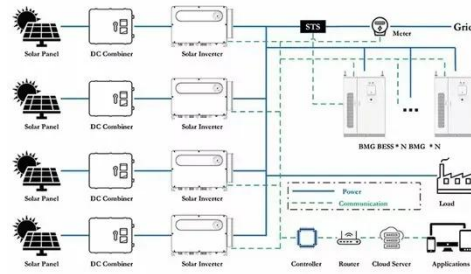 STS
Meter
Grid
Solar Panel DC Combiner Solar Inverter
Solar Panel DC Combiner Solar Inverter
BMG BESS * N BMG * N
Solar Panel DC Combiner Solar Inverter
Power
Communication
Load
Solar Panel DC Combiner Solar Inverter
Controller Router Cloud Server Applications